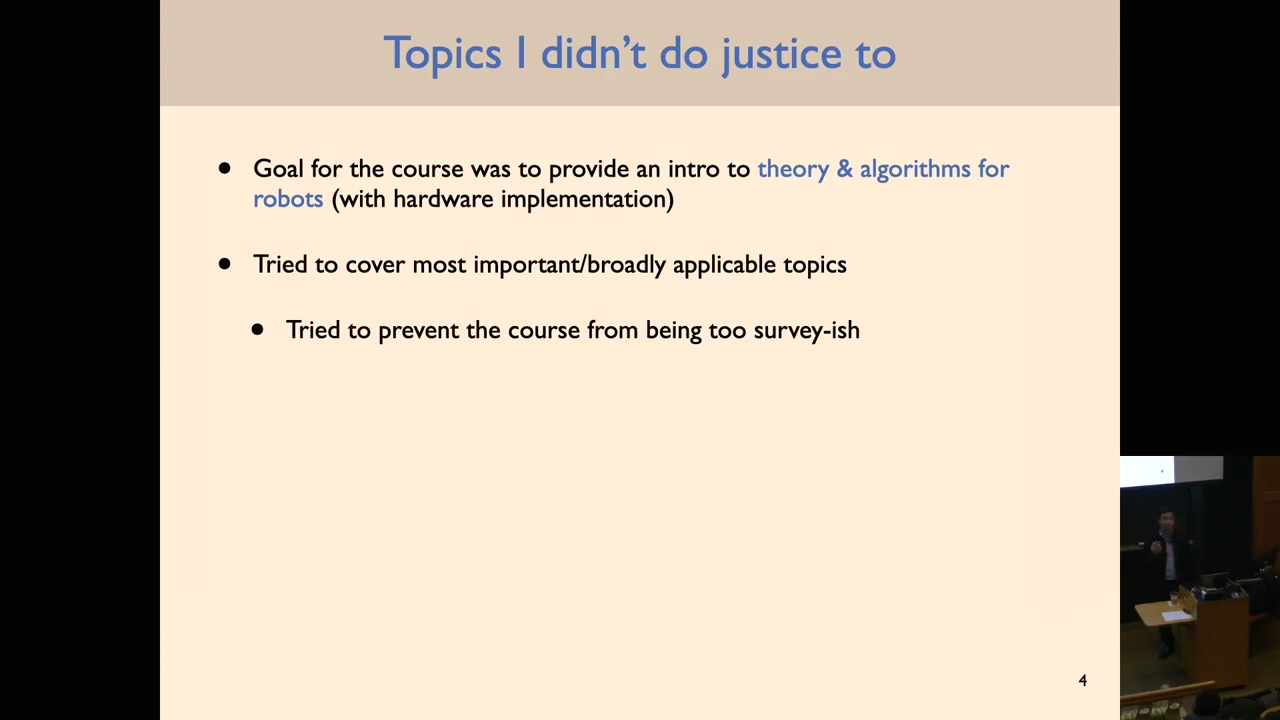 Topics I didn't do justice to
• Goal for the course was to provide an intro to theory & algorithms for
robots (with hardware implementation)
• Tried to cover most important/broadly applicable topics
• Tried to prevent the course from being too survey-ish
4